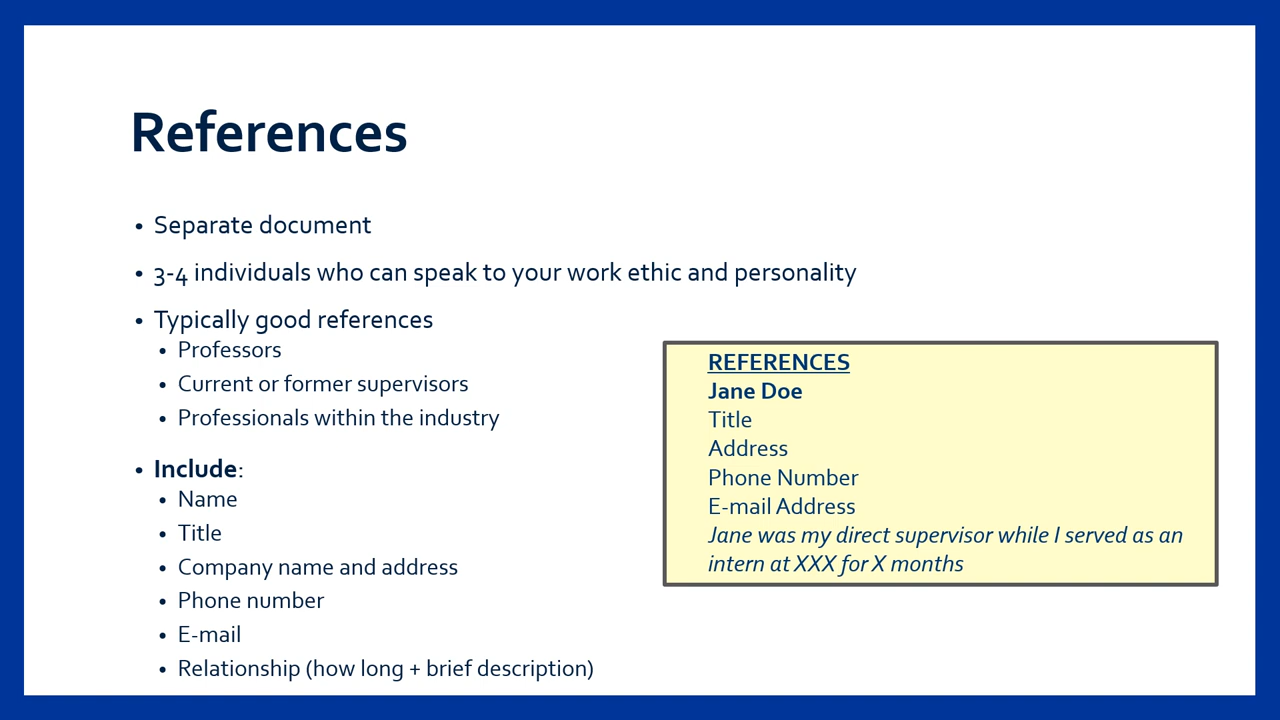 References
• Separate document
• 3-4 individuals who can speak to your work ethic and personality
• Typically good references
• Professors
• Current or former supervisors
• Professionals within the industry
• Include:
• Name
• Title
• Company name and address
• Phone number
• E-mail
• Relationship (how long + brief description)
REFERENCES
Jane Doe
Title
Address
Phone Number
E-mail Address
Jane was my direct supervisor while I served as an
intern at XXX for X months